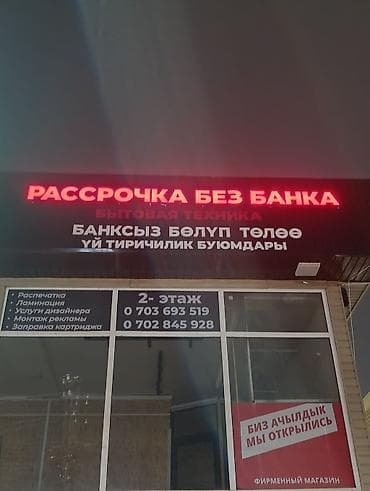 РАССРОЧКА БЕЗ БАНКА
БЫТОВАЯ ТЕХНИКА
БАНКСЫЗ БӨЛҮП ТӨЛӨӨ
ҮЙ ТИРИЧИЛИК БУЮМДАРЫ
• Распечатка
• Ламинация
• Услуги дизайнера
• Монтаж рекламы
• Заправка картриджа
2- этаж
0 703 693 519
0 702 845 928
БИЗ АЧЫЛДЫК
МЫ ОТКРЫЛИСЬ
ФИРМЕННЫЙ МАГАЗИН